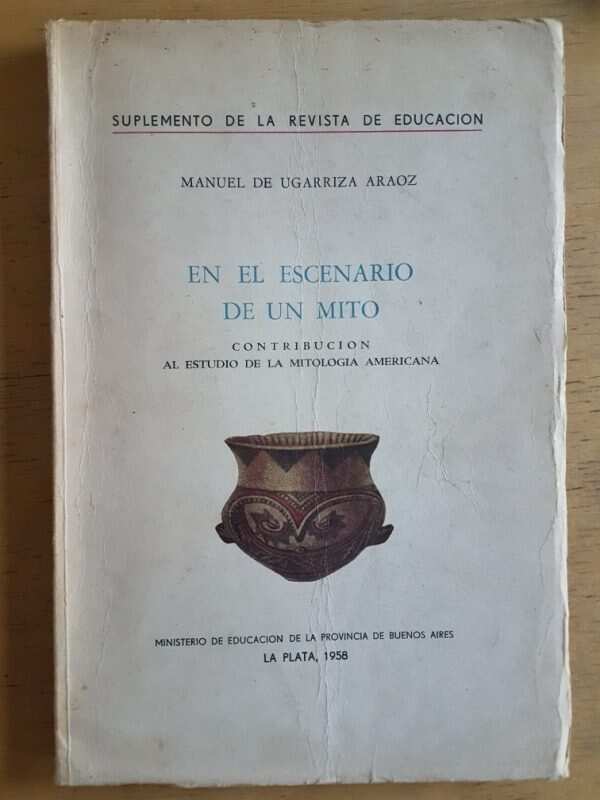 SUPLEMENTO DE LA REVISTA DE EDUCACION
MANUEL DE UGARRIZA ARAOZ
EN EL ESCENARIO
DE UN MITO
CONTRIBUCION
AL ESTUDIO DE LA MITOLOGIA AMERICANA
MINISTERIO DE EDUCACION DE LA PROVINCIA DE BUENOS AIRES
LA PLATA, 1958